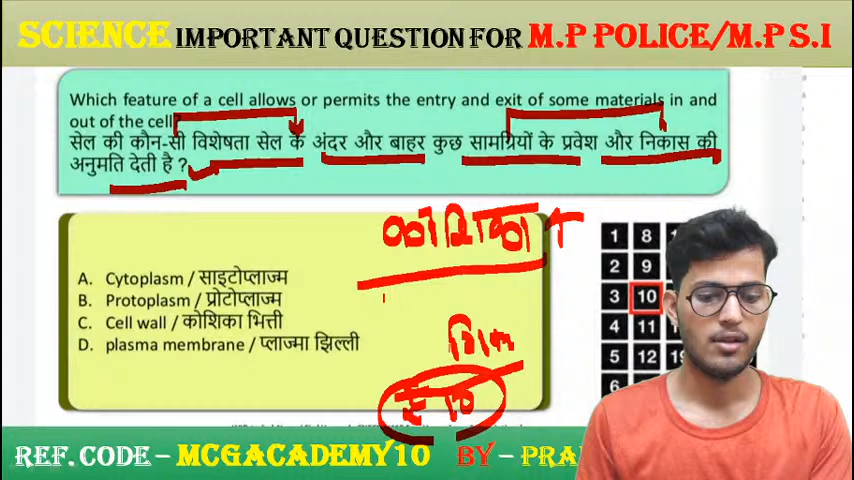 SCIENCE IMPORTANT QUESTION FOR M.P POLICE/M.P S.I
Which feature of a cell allows or permits the entry and exit of some materials in and
out of the cell?
सेल की कौन-सी विशेषता सेल के अंदर और बाहर कुछ सामग्रियों के प्रवेश और निकास की
अनुमति देती है ?
A. Cytoplasm / साइटोप्लाज्म
B. Protoplasm / प्रोटोप्लाज्म
C. Cell wall / कोशिका भित्ती
D. plasma membrane / प्लाज्मा झिल्ली
कोशिका
1 8
2 9
3 10
4 11
5 12 19
6
REF. CODE – MCGACADEMY10 BY – PRA